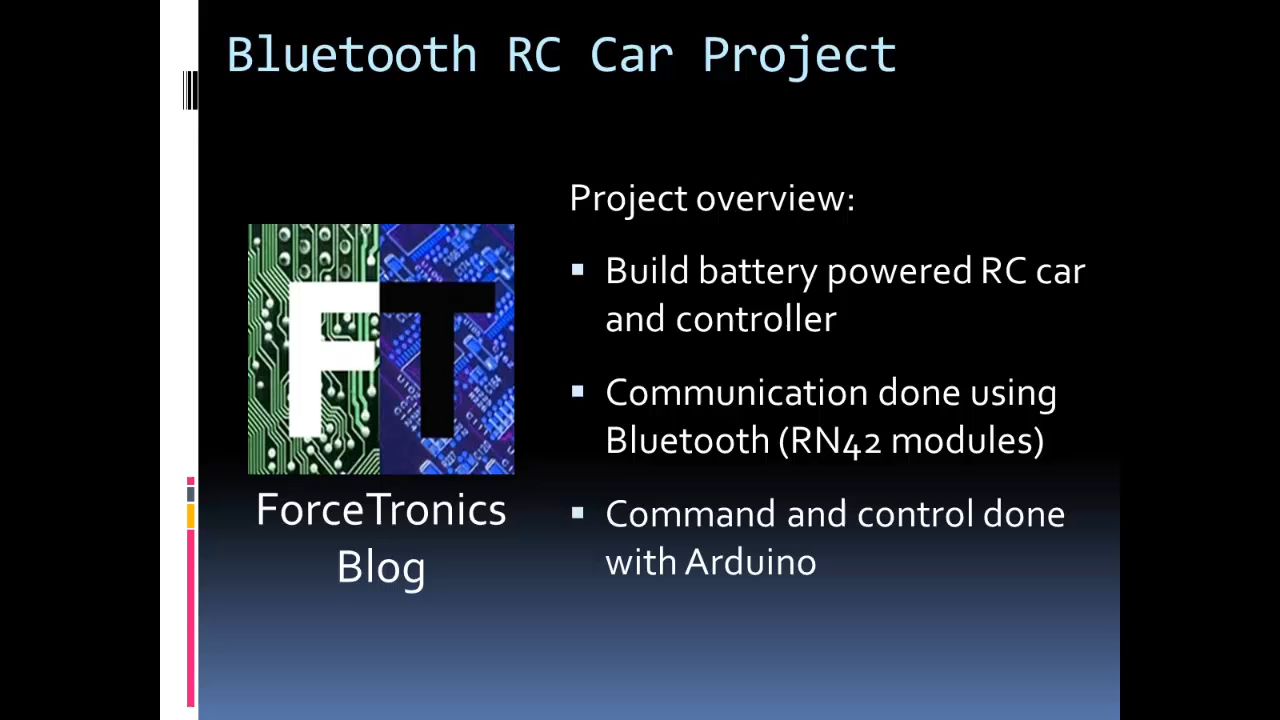 Bluetooth RC Car Project
FT
ForceTronics
Blog
Project overview:
Build battery powered RC car
and controller
Communication done using
Bluetooth (RN42 modules)
Command and control done
with Arduino